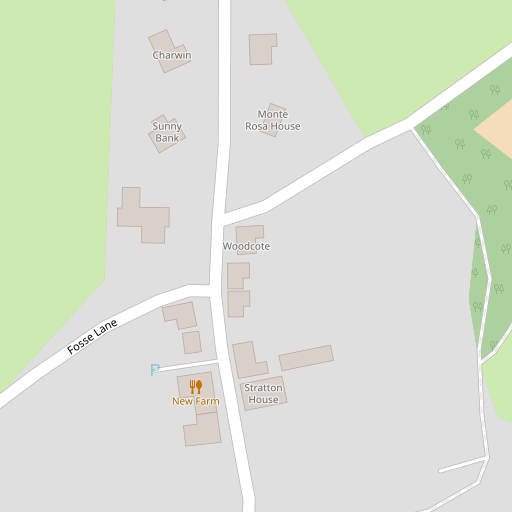 Charwin
Sunny
Bank
Monte
Rosa House
Woodcote
Fosse Lane
Stratton
House
New Farm